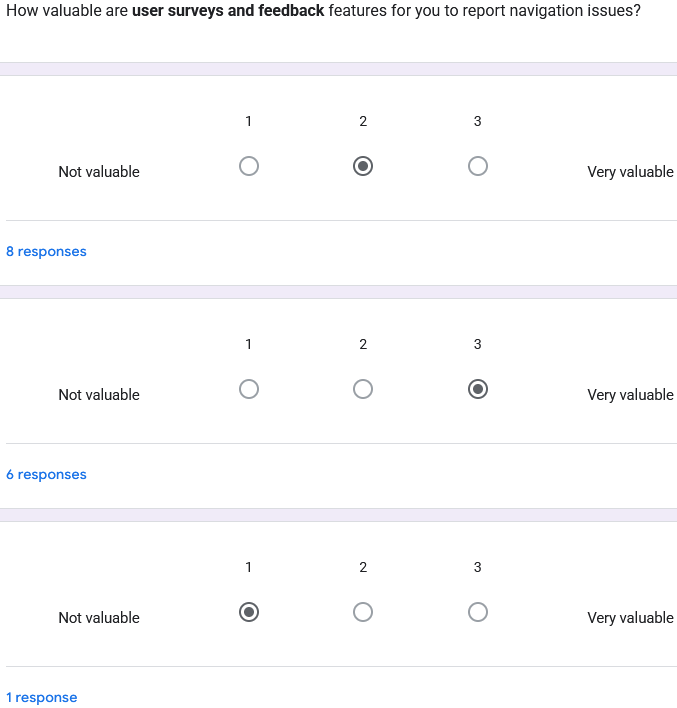 How valuable are user surveys and feedback features for you to report navigation issues?
1 2 3
Not valuable Very valuable
8 responses
1 2 3
Not valuable Very valuable
6 responses
1 2 3
Not valuable Very valuable
1 response